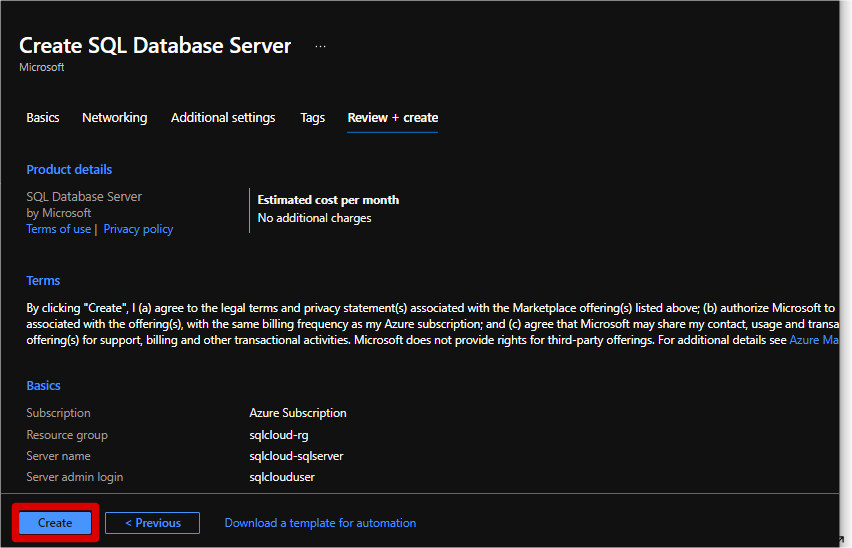 Create SQL Database Server ...
Microsoft
Basics Networking Additional settings Tags Review + create
Product details
SQL Database Server
by Microsoft
Terms of use | Privacy policy
Estimated cost per month
No additional charges
Terms
By clicking "Create", I (a) agree to the legal terms and privacy statement(s) associated with the Marketplace offering(s) listed above; (b) authorize Microsoft to
associated with the offering(s), with the same billing frequency as my Azure subscription; and (c) agree that Microsoft may share my contact, usage and transa
offering(s) for support, billing and other transactional activities. Microsoft does not provide rights for third-party offerings. For additional details see Azure Ma
Basics
Subscription Azure Subscription
Resource group sqlcloud-rg
Server name sqlcloud-sqlserver
Server admin login sqlclouduser
Create < Previous Download a template for automation